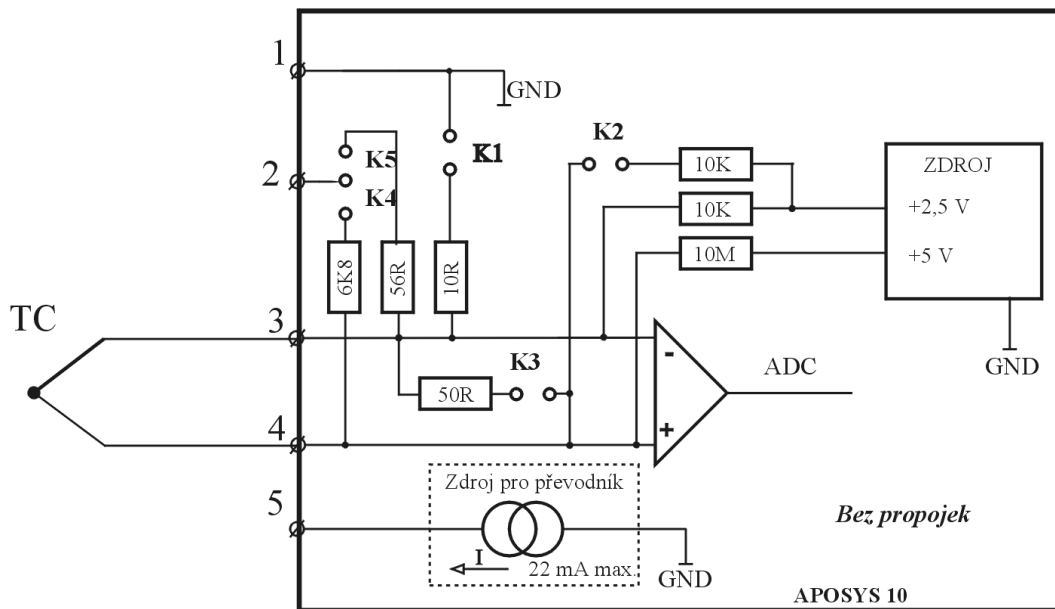 1
GND
K5
K1
K2
10K
ZDROJ
2
K4
10K
+2,5 V
10M
+5 V
6K8
56R
10R
TC
3
K3
-
ADC
GND
50R
4
+
Zdroj pro převodník
5
Bez propojek
I
22 mA max.
GND
APOSYS 10